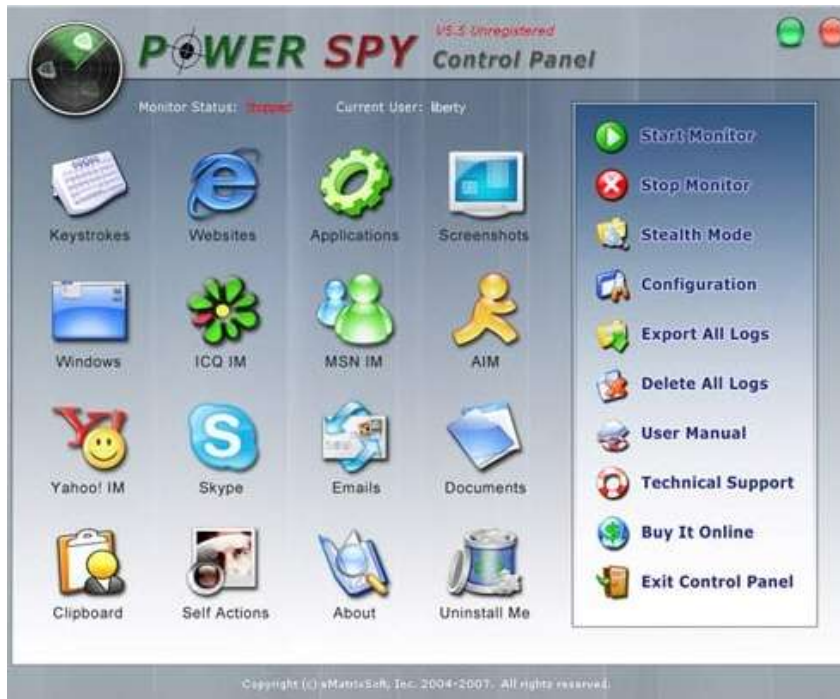 POWER SPY
V5.5 Unregistered
Control Panel
Monitor Status: Stopped Current User: liberty
Keystrokes Websites Applications Screenshots
Windows ICQ IM MSN IM AIM
Yahoo! IM Skype Emails Documents
Clipboard Self Actions About Uninstall Me
Start Monitor
Stop Monitor
Stealth Mode
Configuration
Export All Logs
Delete All Logs
User Manual
Technical Support
Buy It Online
Exit Control Panel
Copyright (c) eMatrixSoft, Inc. 2004-2007. All rights reserved.